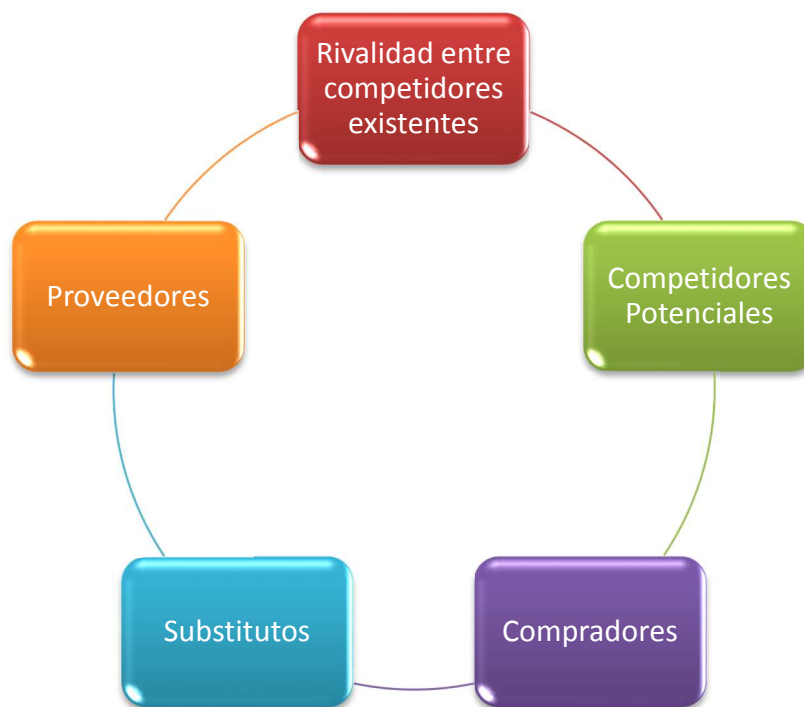 Rivalidad entre
competidores
existentes
Proveedores
Competidores
Potenciales
Substitutos
Compradores